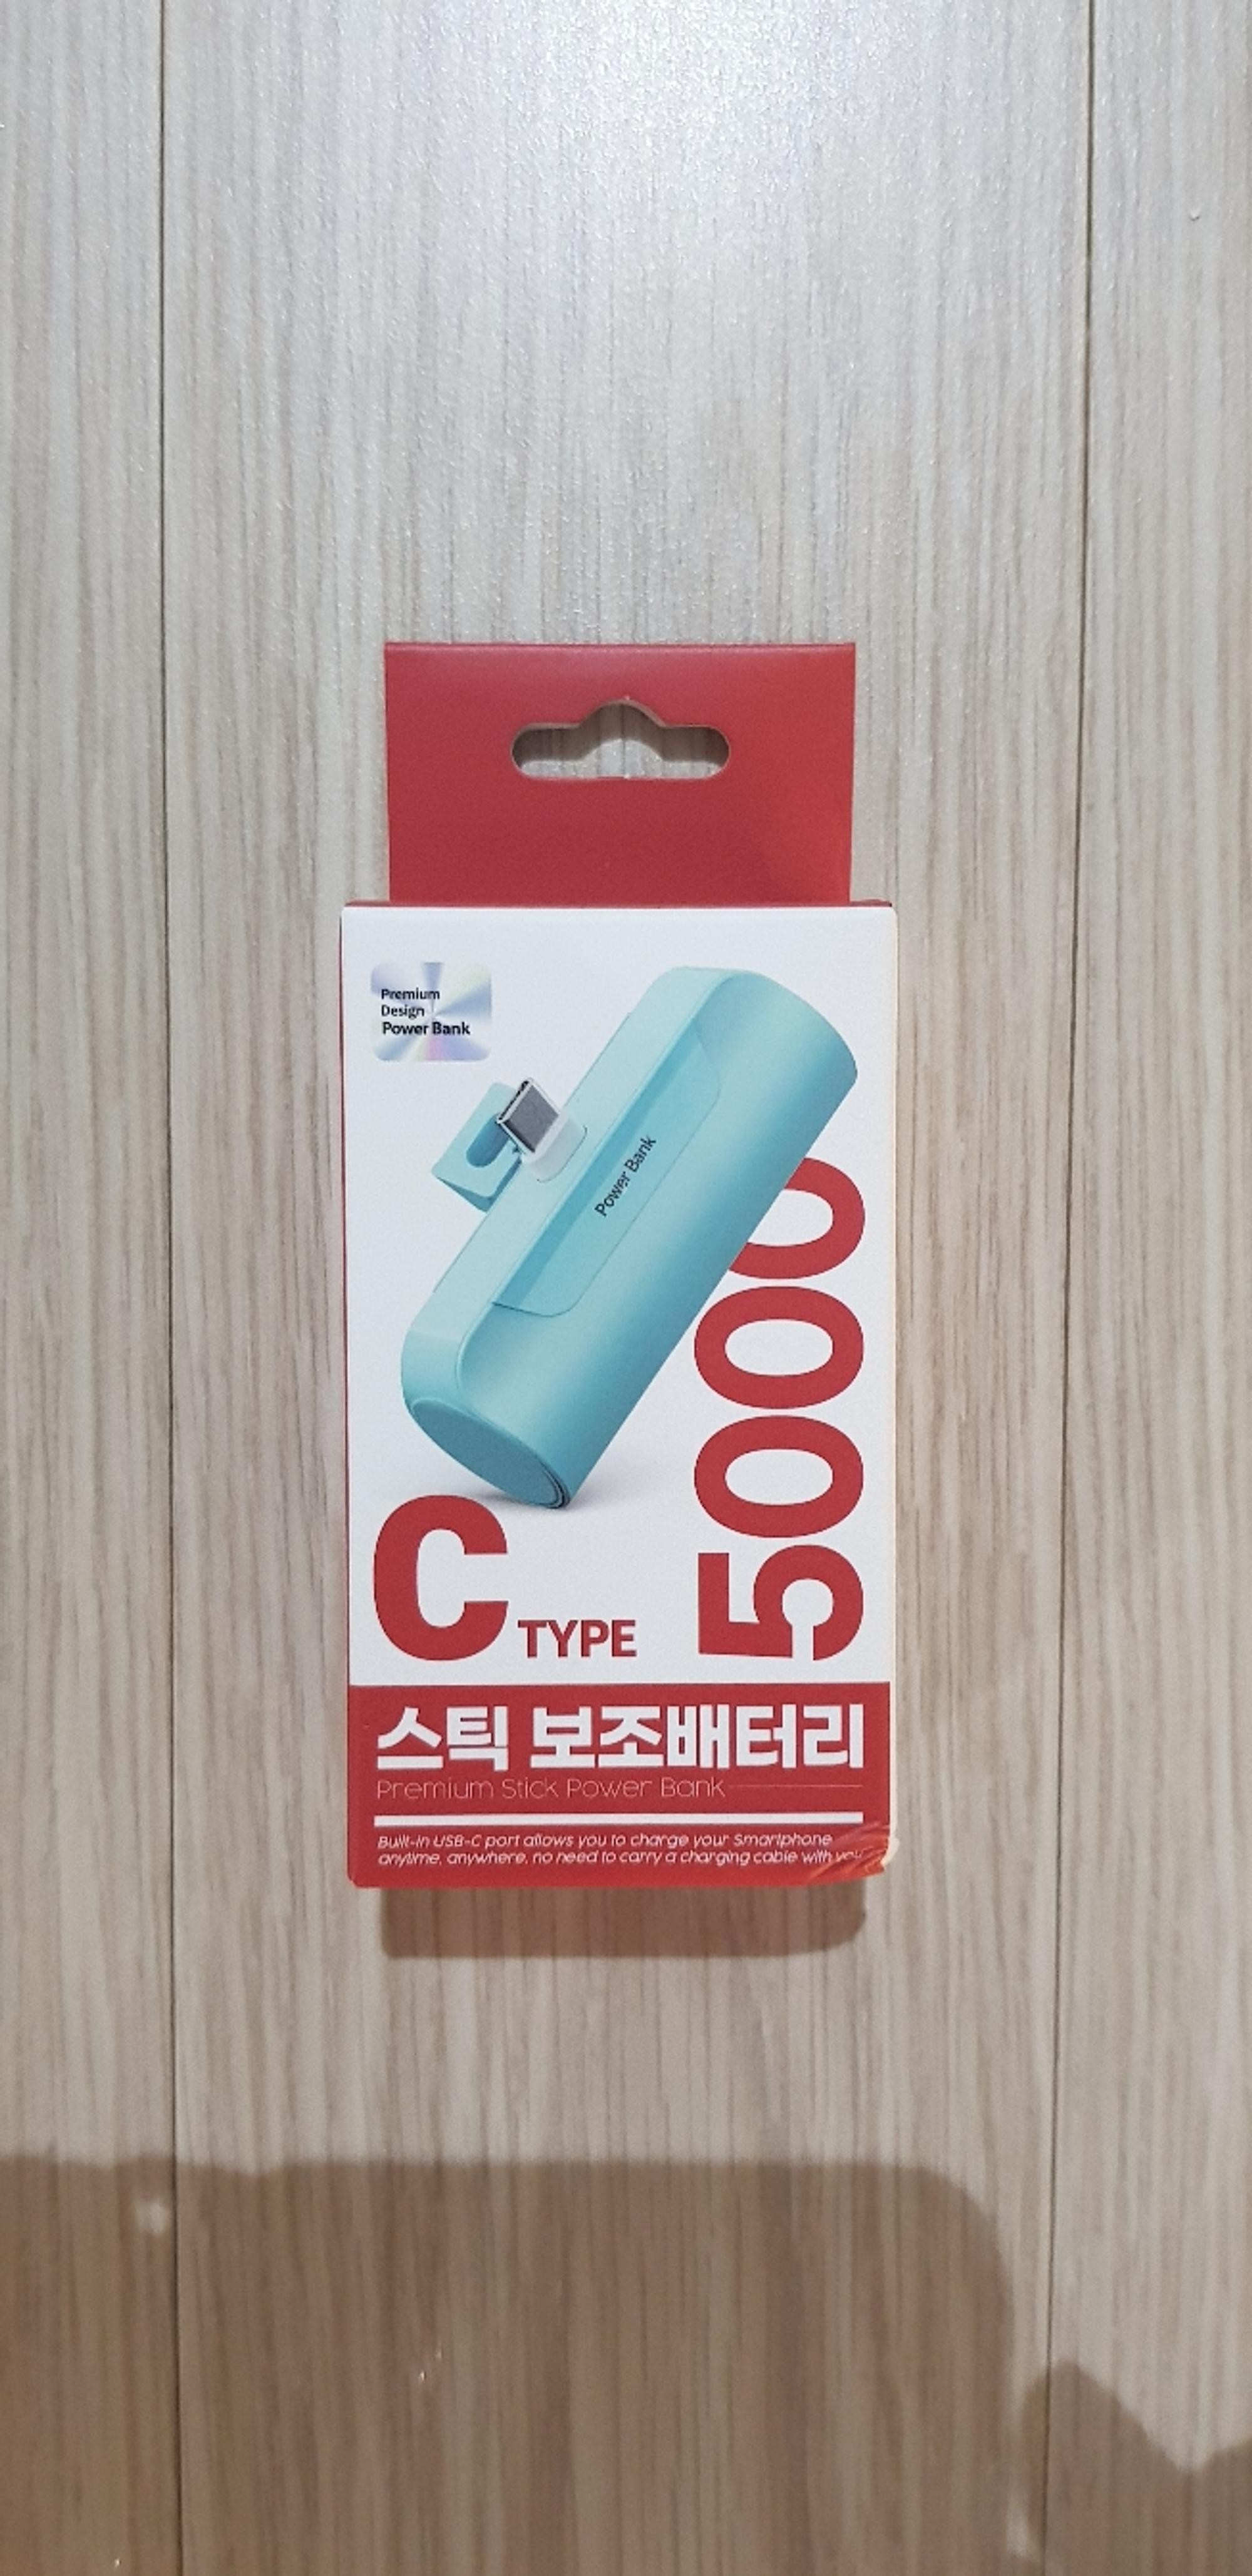 Premium
Design
Power Bank
Power Bank
5000
C TYPE
스틱 보조배터리
Premium Stick Power Bank
Built-in USB-C port allows you to charge your Smartphone
anytime, anywhere, no need to carry a charging cable with you